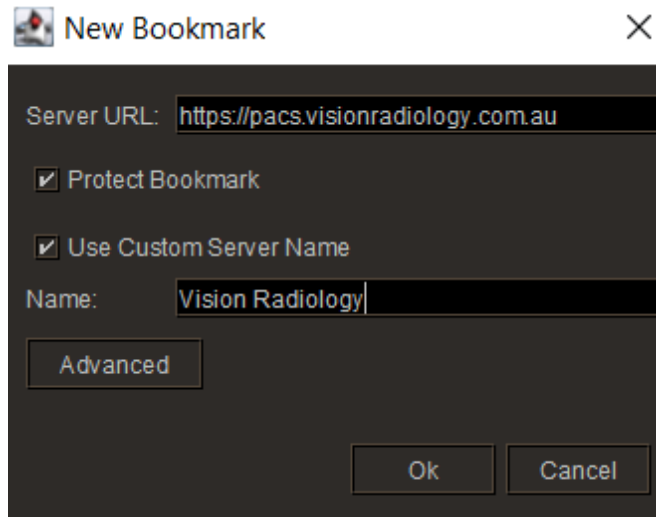 New Bookmark
Server URL: https://pacs.visionradiology.com.au
Protect Bookmark
Use Custom Server Name
Name: Vision Radiology
Advanced
Ok Cancel